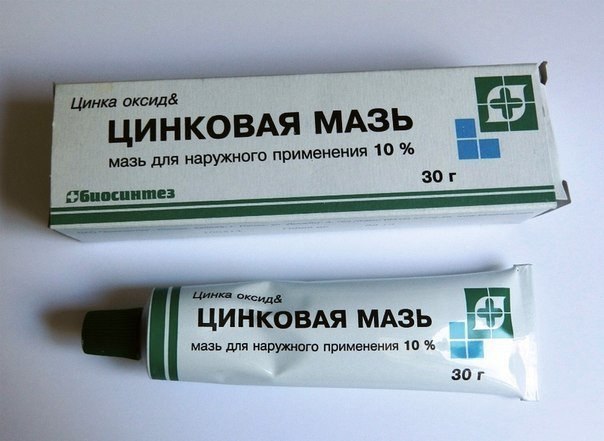 Цинка оксид&
ЦИНКОВАЯ МАЗЬ
мазь для наружного применения 10 %
30 г
биосинтез
Цинка оксид&
ЦИНКОВАЯ МАЗЬ
мазь для наружного применения 10 %
30 г